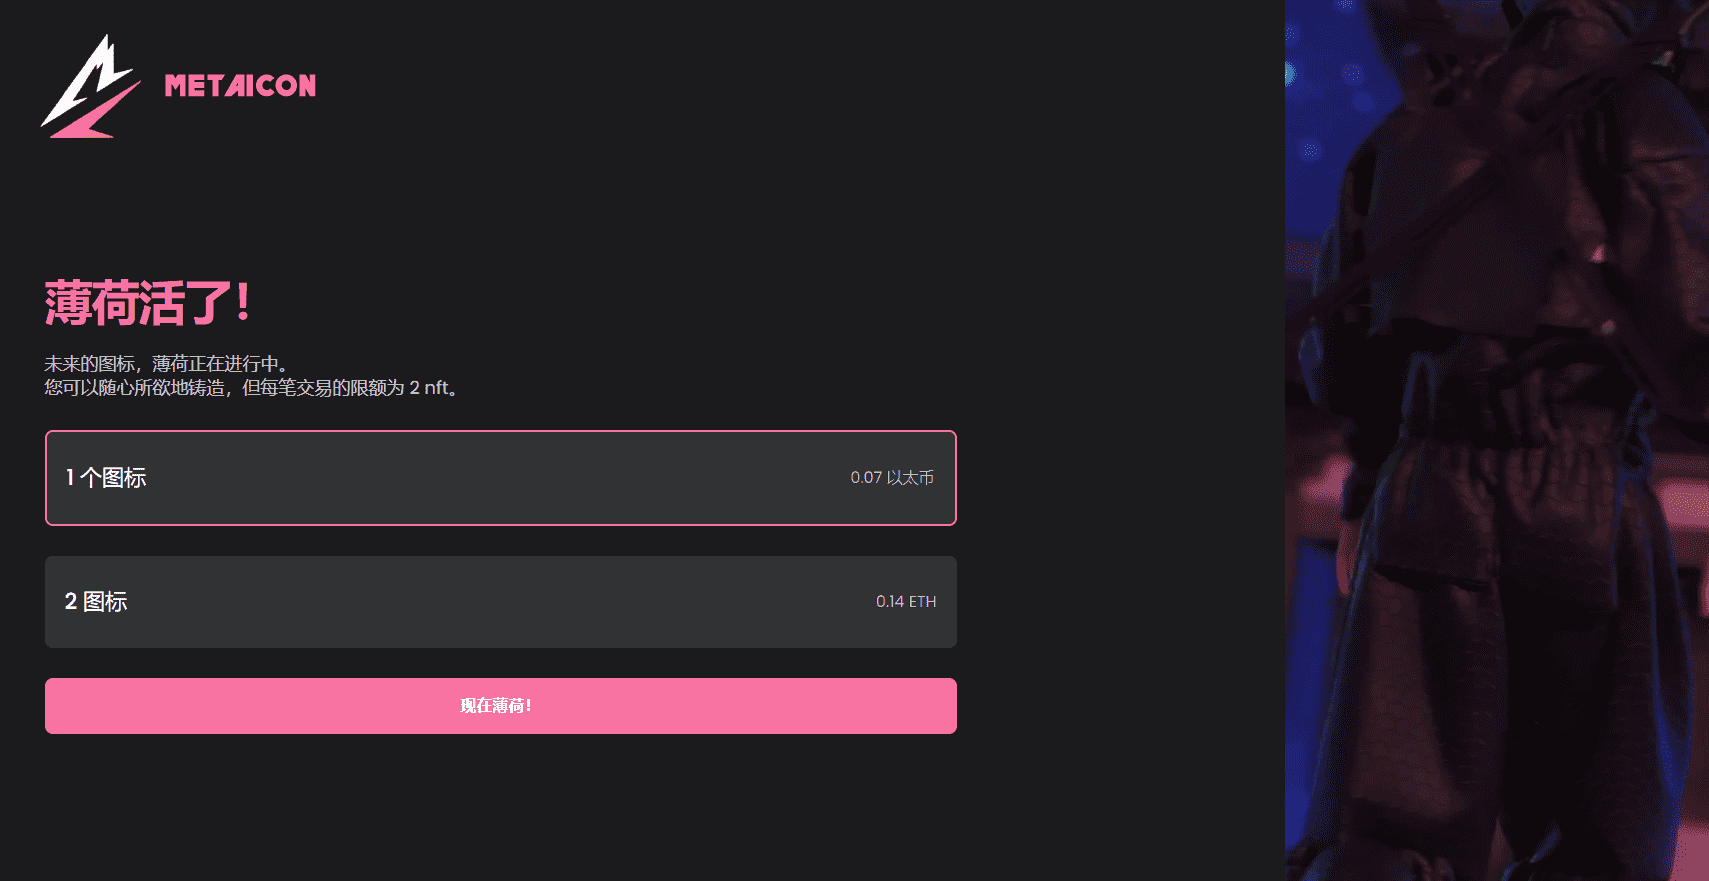 METAICON
薄荷活了！
未来的图标，薄荷正在进行中。
您可以随心所欲地铸造，但每笔交易的限额为 2 nft。
1 个图标
0.07 以太币
2 图标
0.14 ETH
现在薄荷！